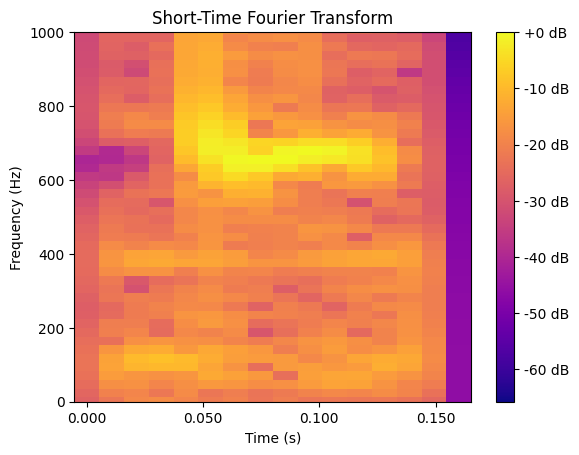 Short-Time Fourier Transform
1000
800
600
400
200
0
Frequency (Hz)
0.000
0.050
0.100
0.150
Time (s)
+0 dB
-10 dB
-20 dB
-30 dB
-40 dB
-50 dB
-60 dB